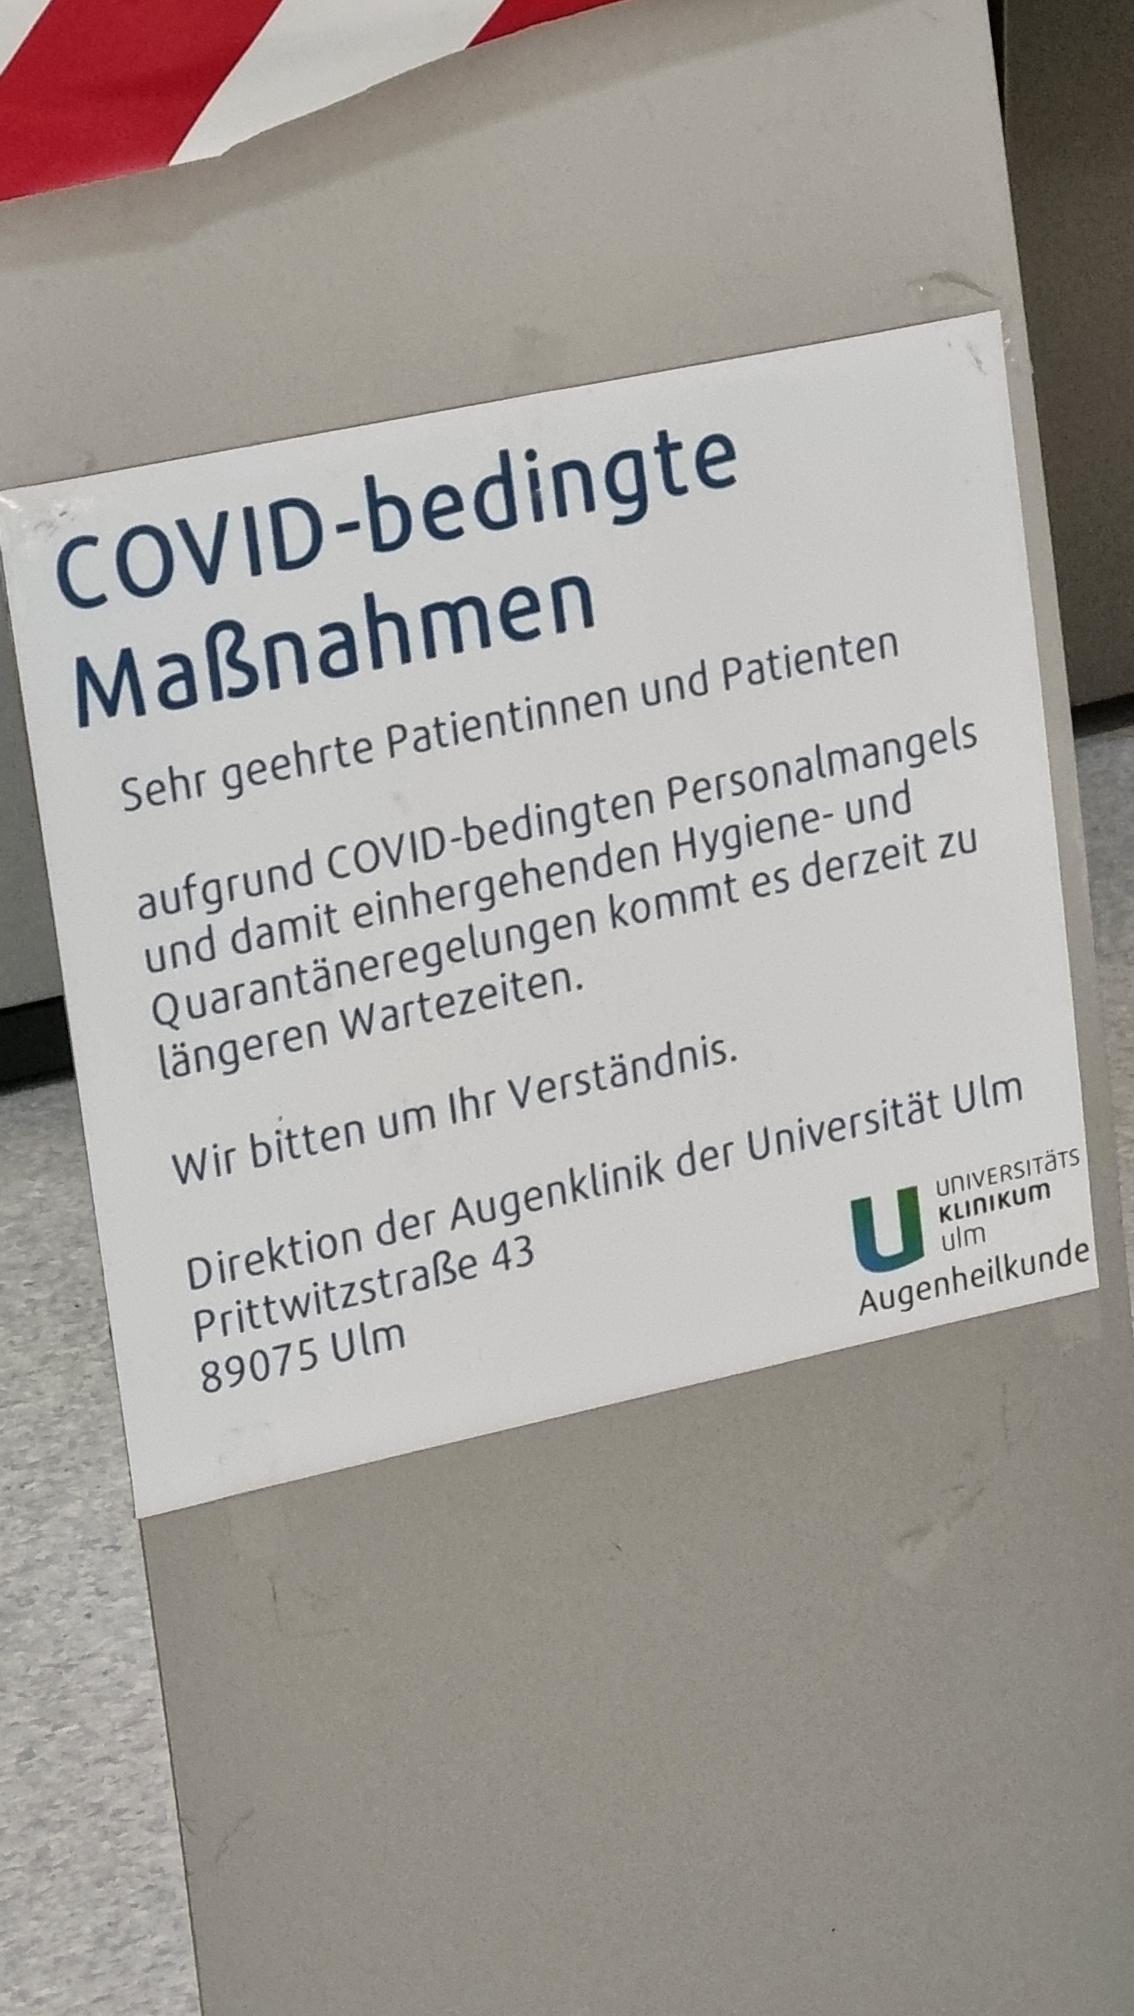 COVID-bedingte
Maßnahmen
Sehr geehrte Patientinnen und Patienten
aufgrund COVID-bedingten Personalmangels
und damit einhergehenden Hygiene- und
Quarantäneregelungen kommt es derzeit zu
längeren Wartezeiten.
Wir bitten um Ihr Verständnis.
Direktion der Augenklinik der Universität Ulm
Prittwitzstraße 43
89075 Ulm
U
UNIVERSITÄTS
KLINIKUM
ulm
Augenheilkunde